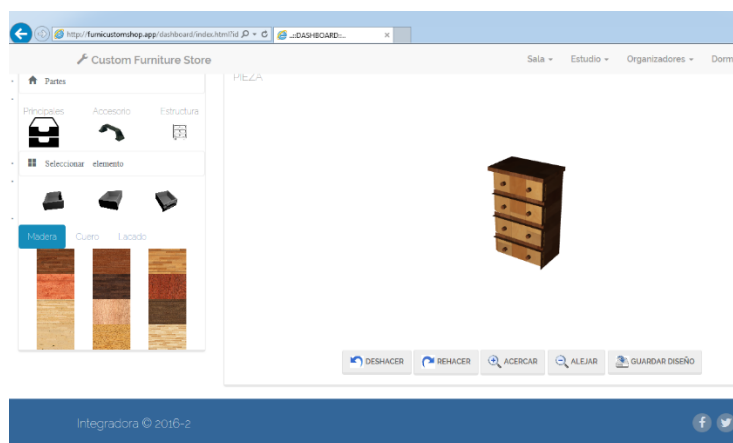 http://furnicustomshop.app/dashboard/index.html?id
..::DASHBOARD::..
Custom Furniture Store
Sala
Estudio
Organizadores
Dorm
Partes
PIEZA
Principales Accesorio Estructura
Seleccionar elemento
Madera Cuero Lacado
DESHACER REHACER ACERCAR ALEJAR GUARDAR DISEÑO
Integradora © 2016-2